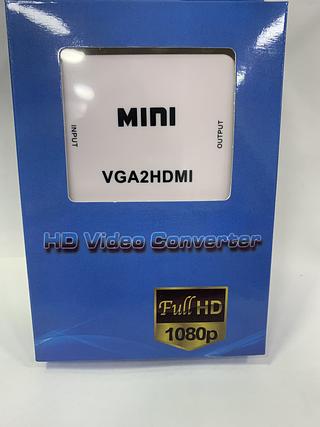 MINI
INPUT
OUTPUT
VGA2HDMI
HD Video Converter
Full HD
1080p